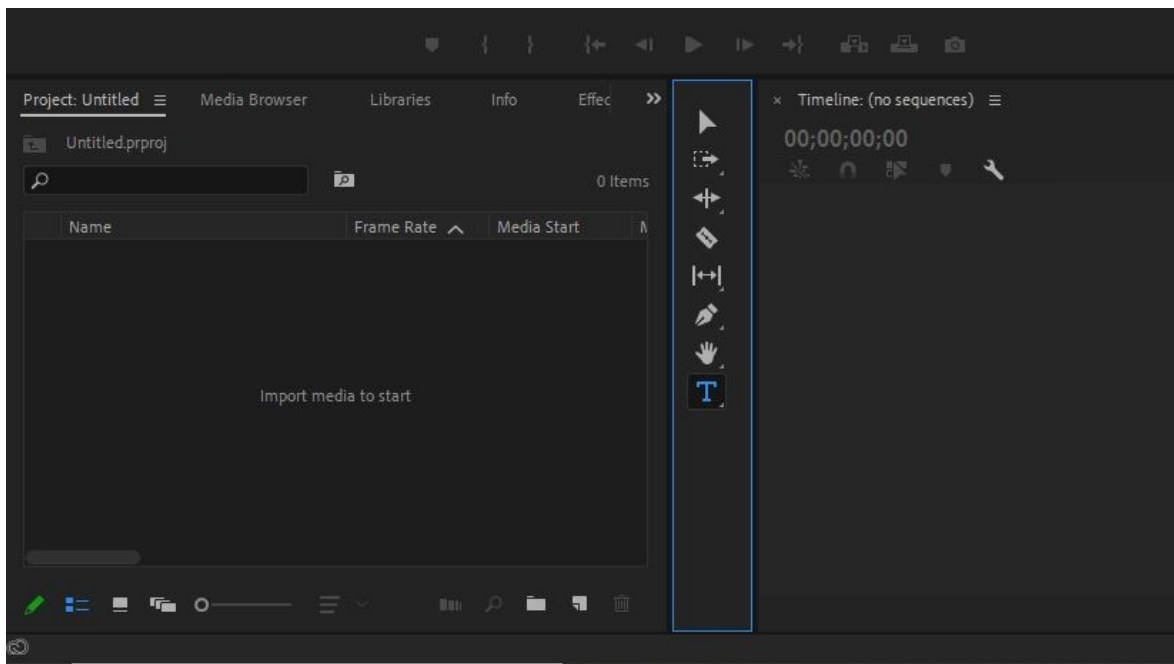 Project: Untitled Media Browser Libraries Info Effec
Timeline: (no sequences)
Untitled.prproj
00;00;00;00
0 Items
Name Frame Rate Media Start M
Import media to start
T